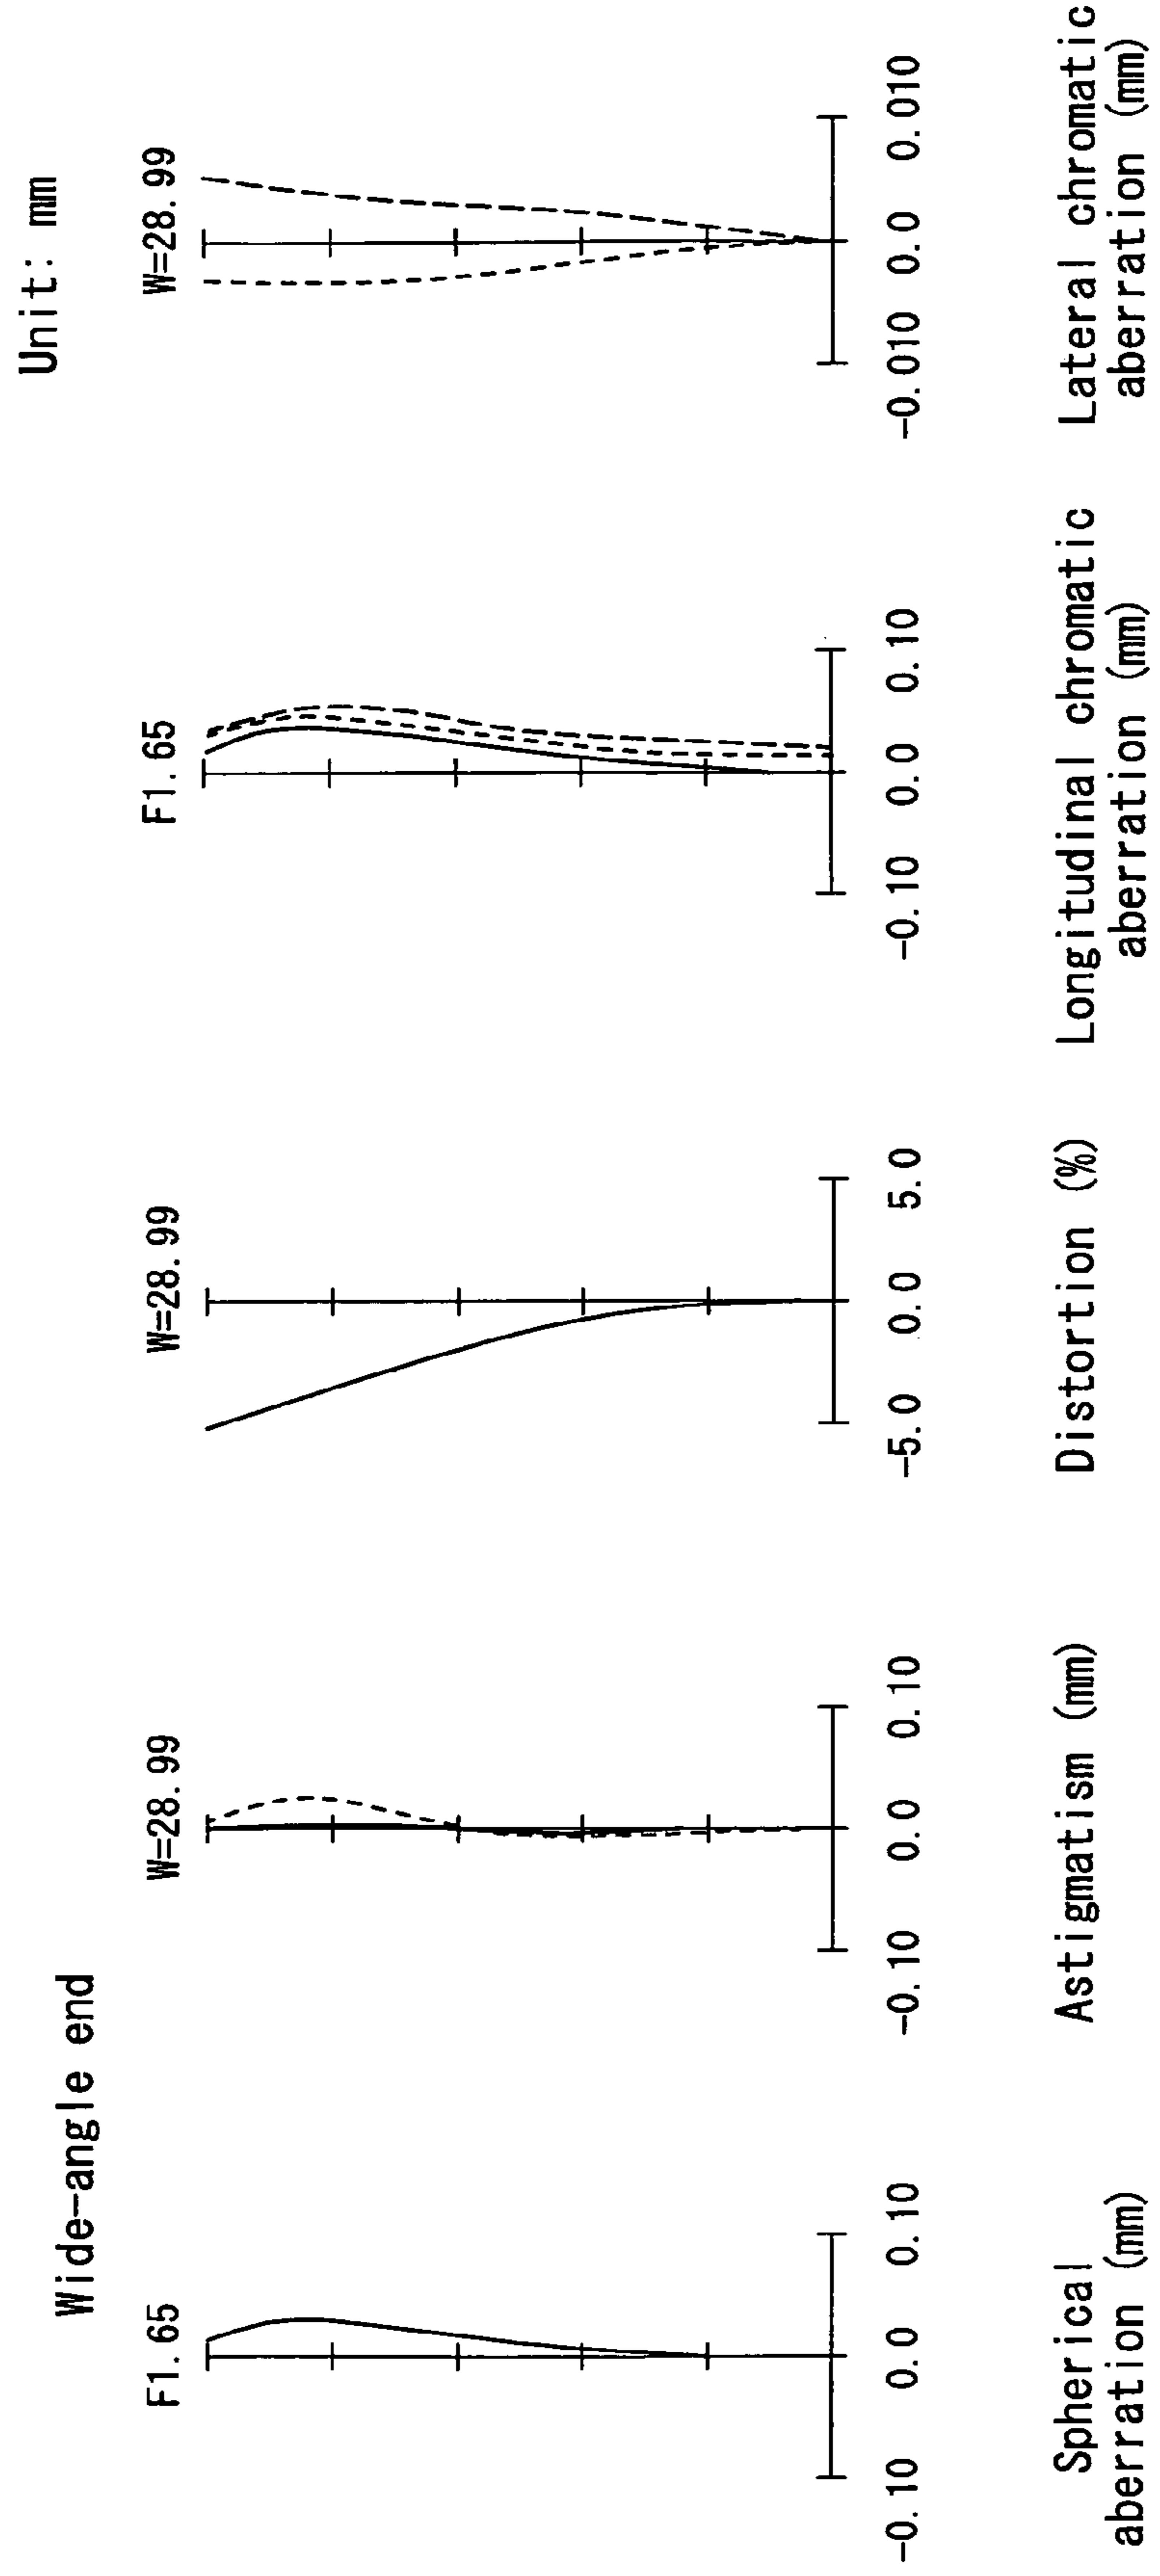 Wide-angle end
Unit: mm
F1.65
W=28.99
W=28.99
F1.65
W=28.99
-0.10 0.0 0.10
-0.10 0.0 0.10
-5.0 0.0 5.0
-0.10 0.0 0.10
-0.010 0.0 0.010
Spherical
aberration (mm)
Astigmatism (mm)
Distortion (%)
Longitudinal chromatic
aberration (mm)
Lateral chromatic
aberration (mm)